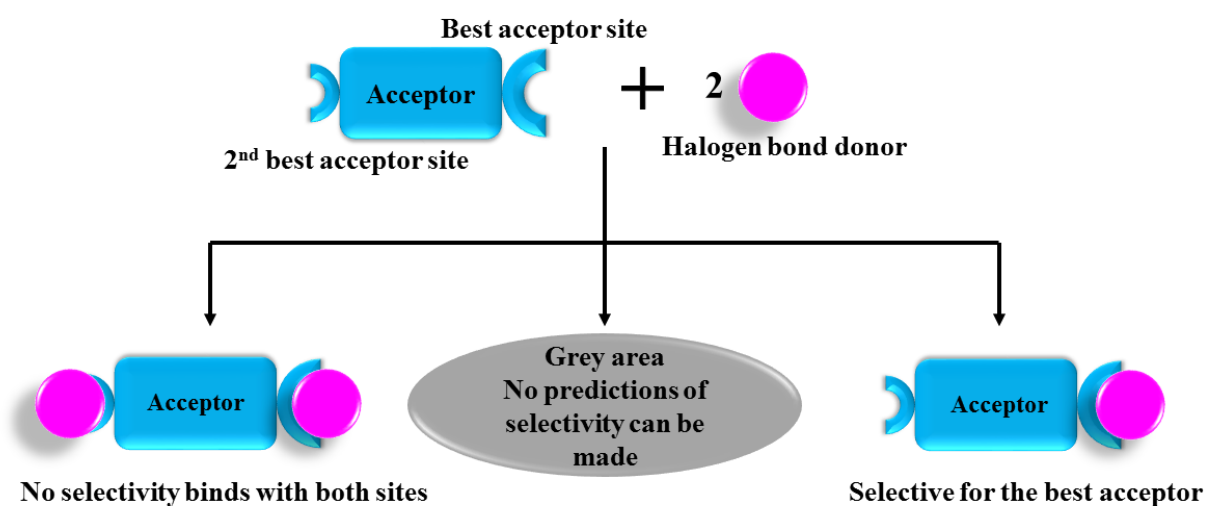 Best acceptor site
Acceptor
2
2nd best acceptor site
Halogen bond donor
Grey area
No predictions of
selectivity can be
made
Acceptor
Acceptor
No selectivity binds with both sites
Selective for the best acceptor